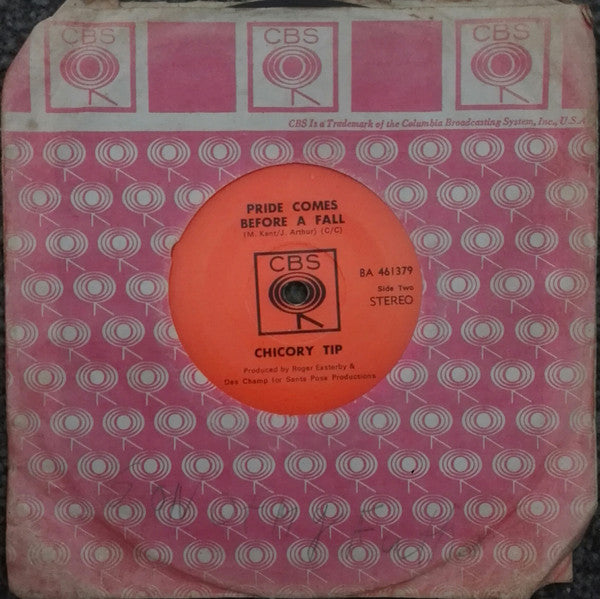 CBS CBS CBS
CBS Is a Trademark of the Columbia Broadcasting System, Inc., U.S.A
PRIDE COMES
BEFORE A FALL
(M. Kent/J. Arthur) (C/C)
CBS
BA 461379
Side Two
STEREO
CHICORY TIP
Produced by Roger Easterby &
Des Champ for Santa Posa Productions